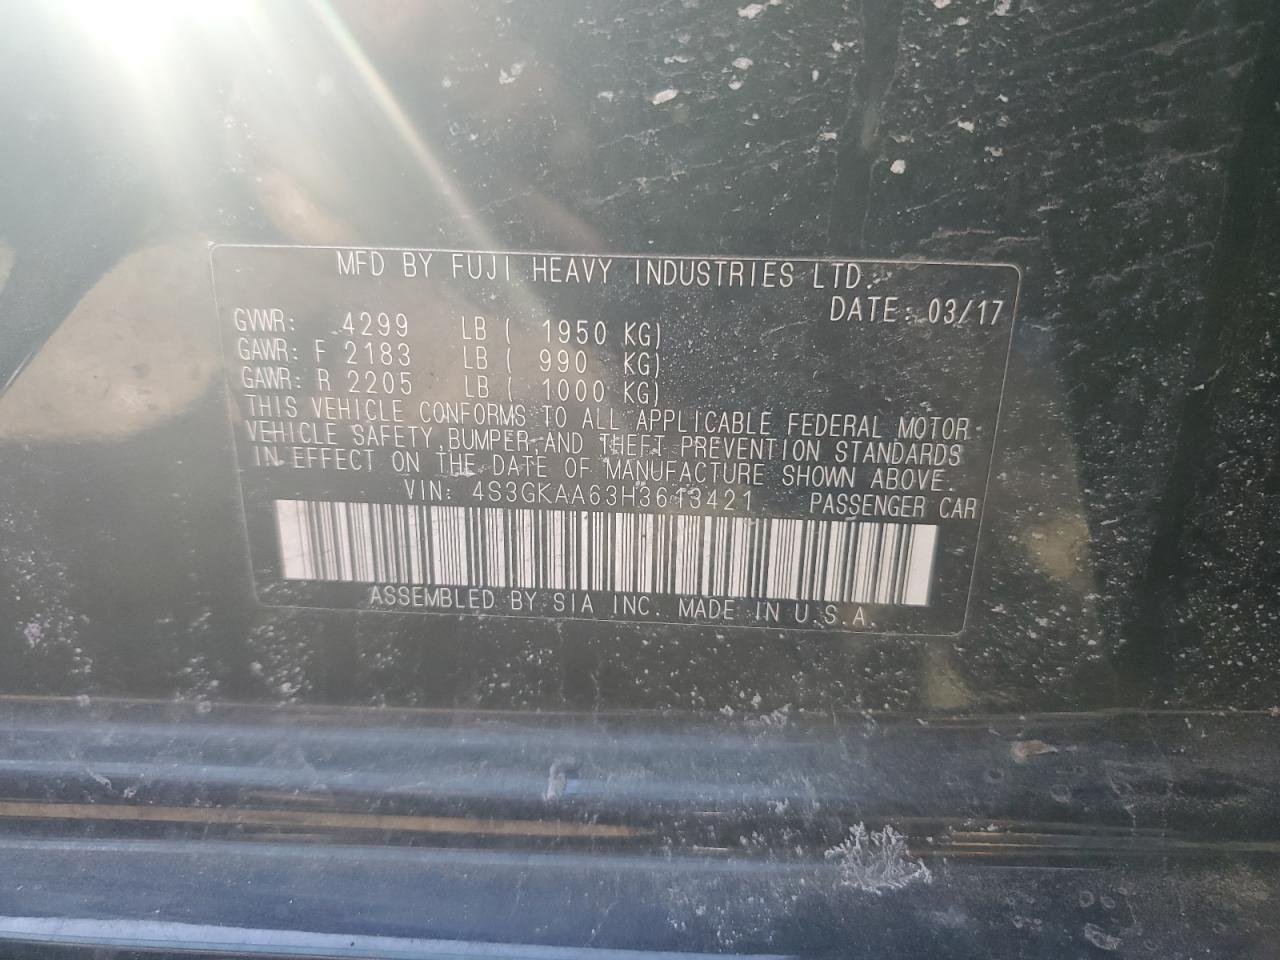 MFD BY FUJI HEAVY INDUSTRIES LTD.
DATE: 03/17
GVWR: 4299 LB ( 1950 KG)
GAWR: F 2183 LB ( 990 KG)
GAWR: R 2205 LB ( 1000 KG)
THIS VEHICLE CONFORMS TO ALL APPLICABLE FEDERAL MOTOR
VEHICLE SAFETY,BUMPER,AND THEFT PREVENTION STANDARDS
IN EFFECT ON THE DATE OF MANUFACTURE SHOWN ABOVE.
VIN: 4S3GKAA63H3613421 PASSENGER CAR
ASSEMBLED BY SIA INC. MADE IN U.S.A.